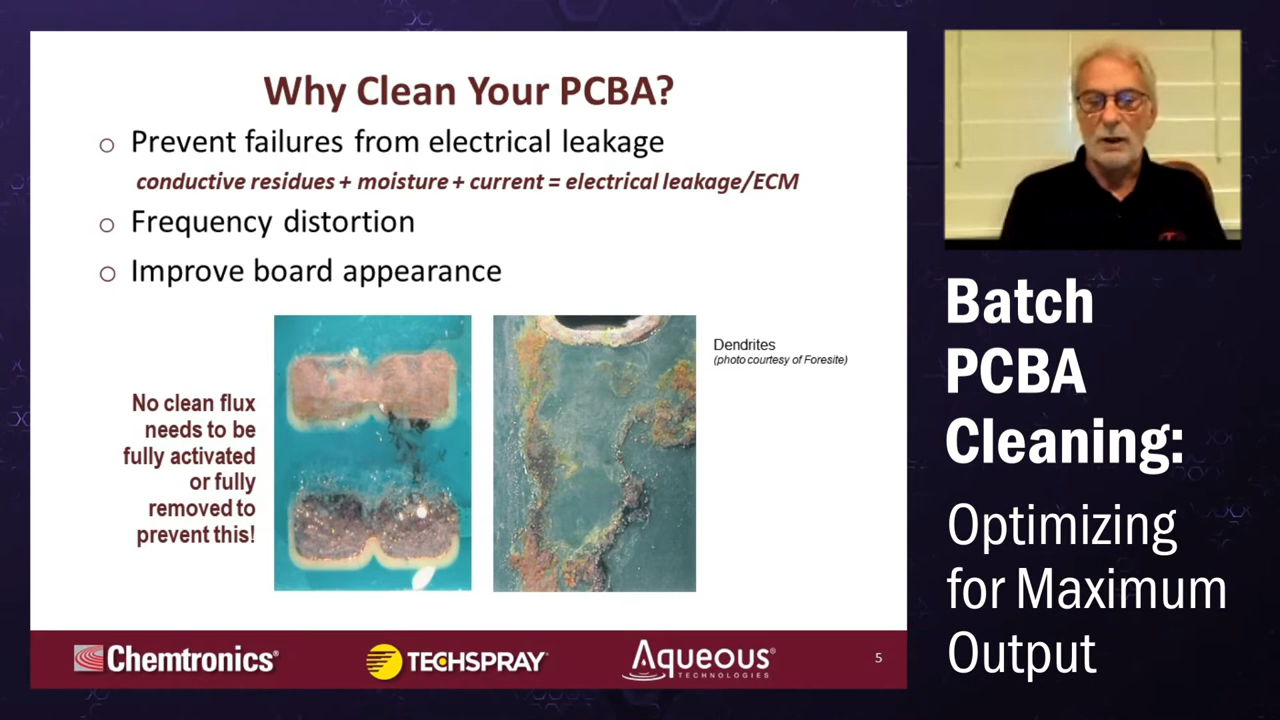 Why Clean Your PCBA?
Prevent failures from electrical leakage
conductive residues + moisture + current = electrical leakage/ECM
Frequency distortion
Improve board appearance
No clean flux
needs to be
fully activated
or fully
removed to
prevent this!
Dendrites
(photo courtesy of Foresite)
Chemtronics®
TECHSPRAY®
Aqueous®
TECHNOLOGIES
5
Batch
PCBA
Cleaning:
Optimizing
for Maximum
Output